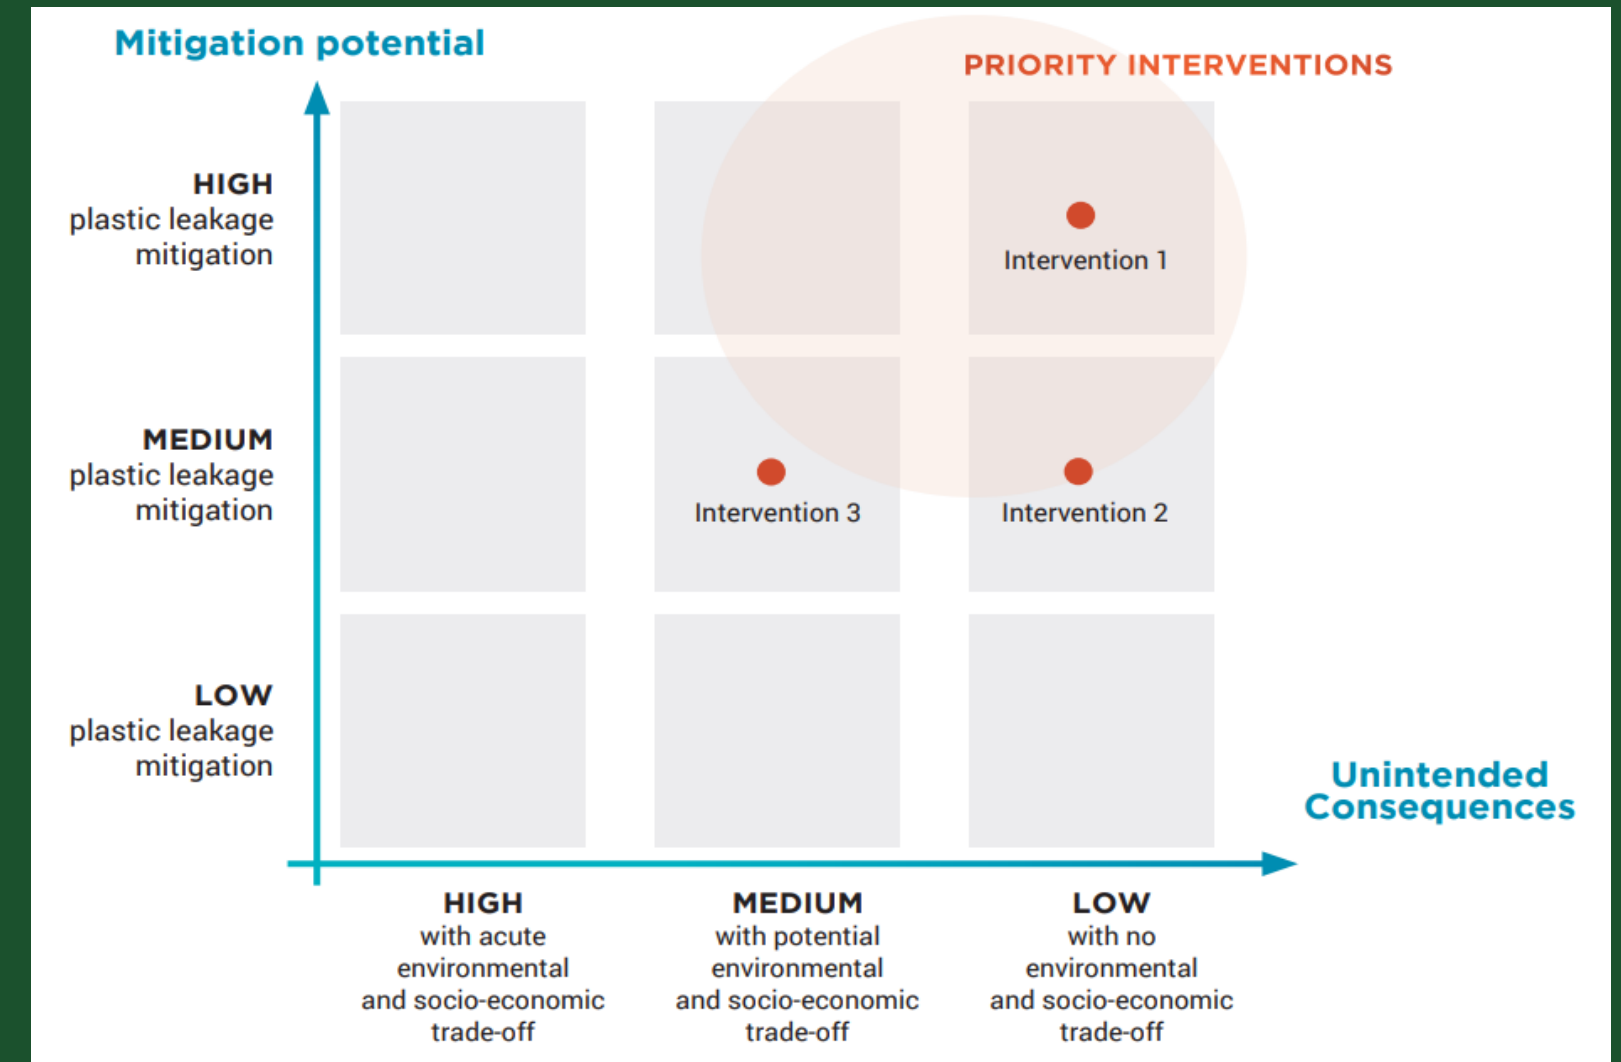 Mitigation potential
PRIORITY INTERVENTIONS
HIGH
plastic leakage
mitigation
Intervention 1
MEDIUM
plastic leakage
mitigation
Intervention 3
Intervention 2
LOW
plastic leakage
mitigation
Unintended
Consequences
HIGH
with acute
environmental
and socio-economic
trade-off
MEDIUM
with potential
environmental
and socio-economic
trade-off
LOW
with no
environmental
and socio-economic
trade-off